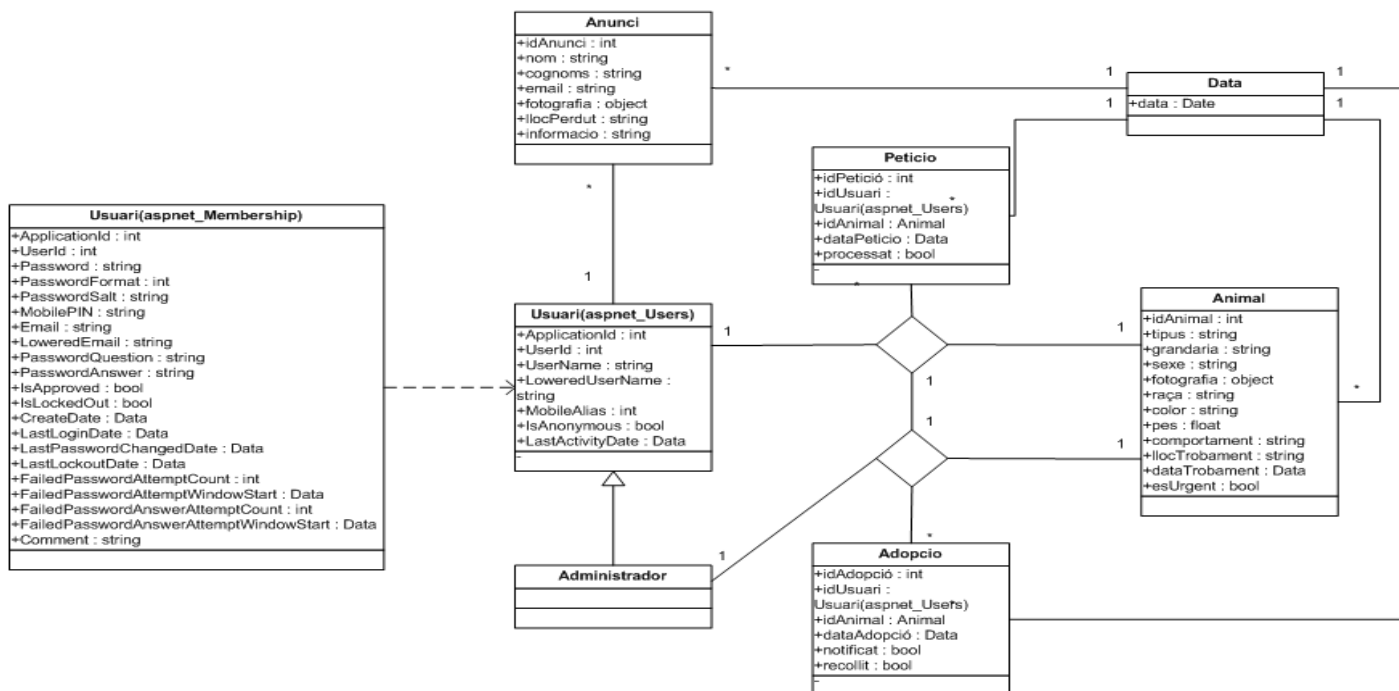 Anunci
+idAnunci : int
+nom : string
+cognoms : string
+email : string
+fotografia : object
+llocPerdut : string
+informacio : string
*
1
1
Data
+data : Date
1
1
Peticio
+idPetició : int
+idUsuari :
Usuari(aspnet_Users)
*
+idAnimal : Animal
+dataPeticio : Data
+processat : bool
-
*
*
1
Usuari(aspnet_Membership)
+ApplicationId : int
+UserId : int
+Password : string
+PasswordFormat : int
+PasswordSalt : string
+MobilePIN : string
+Email : string
+LoweredEmail : string
+PasswordQuestion : string
+PasswordAnswer : string
+IsApproved : bool
+IsLockedOut : bool
+CreateDate : Data
+LastLoginDate : Data
+LastPasswordChangedDate : Data
+LastLockoutDate : Data
+FailedPasswordAttemptCount : int
+FailedPasswordAttemptWindowStart : Data
+FailedPasswordAnswerAttemptCount : int
+FailedPasswordAnswerAttemptWindowStart : Data
+Comment : string
Usuari(aspnet_Users)
+ApplicationId : int
+UserId : int
+UserName : string
+LoweredUserName :
string
+MobileAlias : int
+IsAnonymous : bool
+LastActivityDate : Data
-
1
1
1
1
1
Animal
+idAnimal : int
+tipus : string
+grandaria : string
+sexe : string
+fotografia : object
+raça : string
+color : string
+pes : float
+comportament : string
+llocTrobament : string
+dataTrobament : Data
+esUrgent : bool
*
Administrador
1
*
Adopcio
+idAdopció : int
+idUsuari :
Usuari(aspnet_Users)
*
+idAnimal : Animal
+dataAdopció : Data
+notificat : bool
+recollit : bool
-